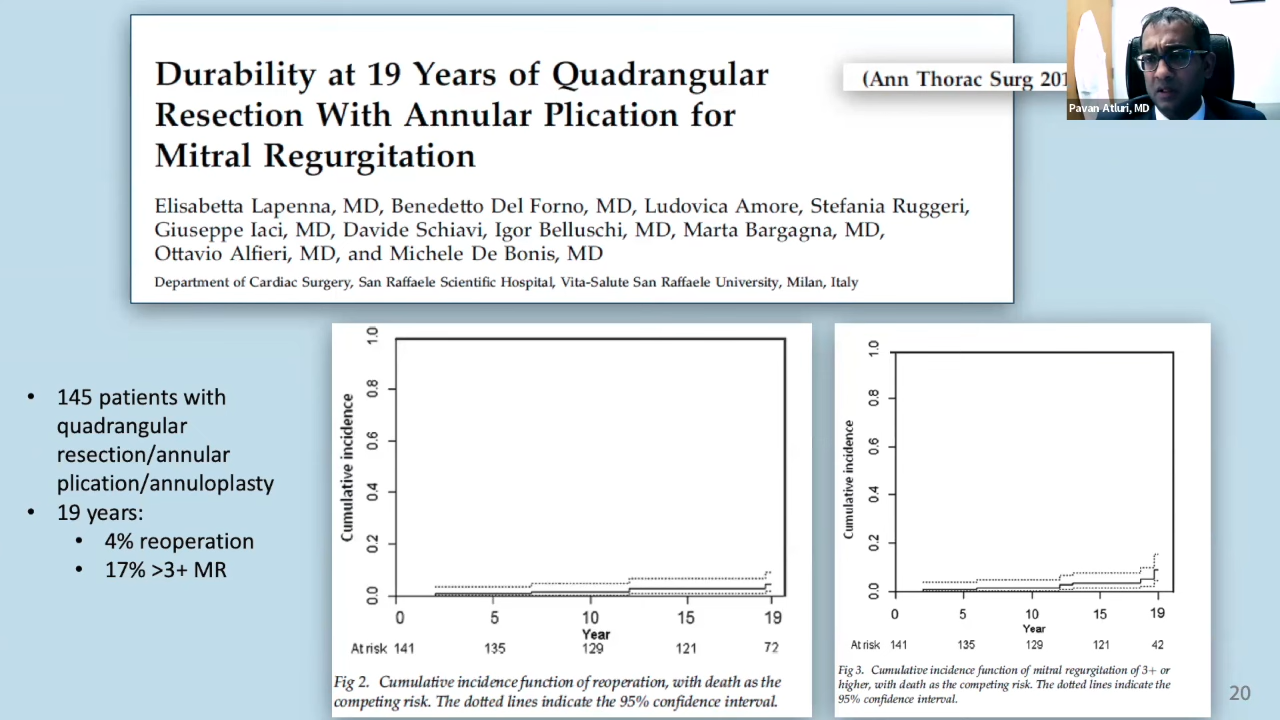 Durability at 19 Years of Quadrangular
Resection With Annular Plication for
Mitral Regurgitation
(Ann Thorac Surg 201
Pavan Atluri, MD
Elisabetta Lapenna, MD, Benedetto Del Forno, MD, Ludovica Amore, Stefania Ruggeri,
Giuseppe Iaci, MD, Davide Schiavi, Igor Belluschi, MD, Marta Bargagna, MD,
Ottavio Alfieri, MD, and Michele De Bonis, MD
Department of Cardiac Surgery, San Raffaele Scientific Hospital, Vita-Salute San Raffaele University, Milan, Italy
• 145 patients with
quadrangular
resection/annular
plication/annuloplasty
• 19 years:
• 4% reoperation
• 17% >3+ MR
Cumulative incidence
1.0
0.8
0.6
0.4
0.2
0.0
0 5 10 15 19
Year
At risk 141 135 129 121 72
Fig 2. Cumulative incidence function of reoperation, with death as the
competing risk. The dotted lines indicate the 95% confidence interval.
Cumulative incidence
1.0
0.8
0.6
0.4
0.2
0.0
0 5 10 15 19
Year
At risk 141 135 129 121 42
Fig 3. Cumulative incidence function of mitral regurgitation of 3+ or
higher, with death as the competing risk. The dotted lines indicate the
95% confidence interval.
20